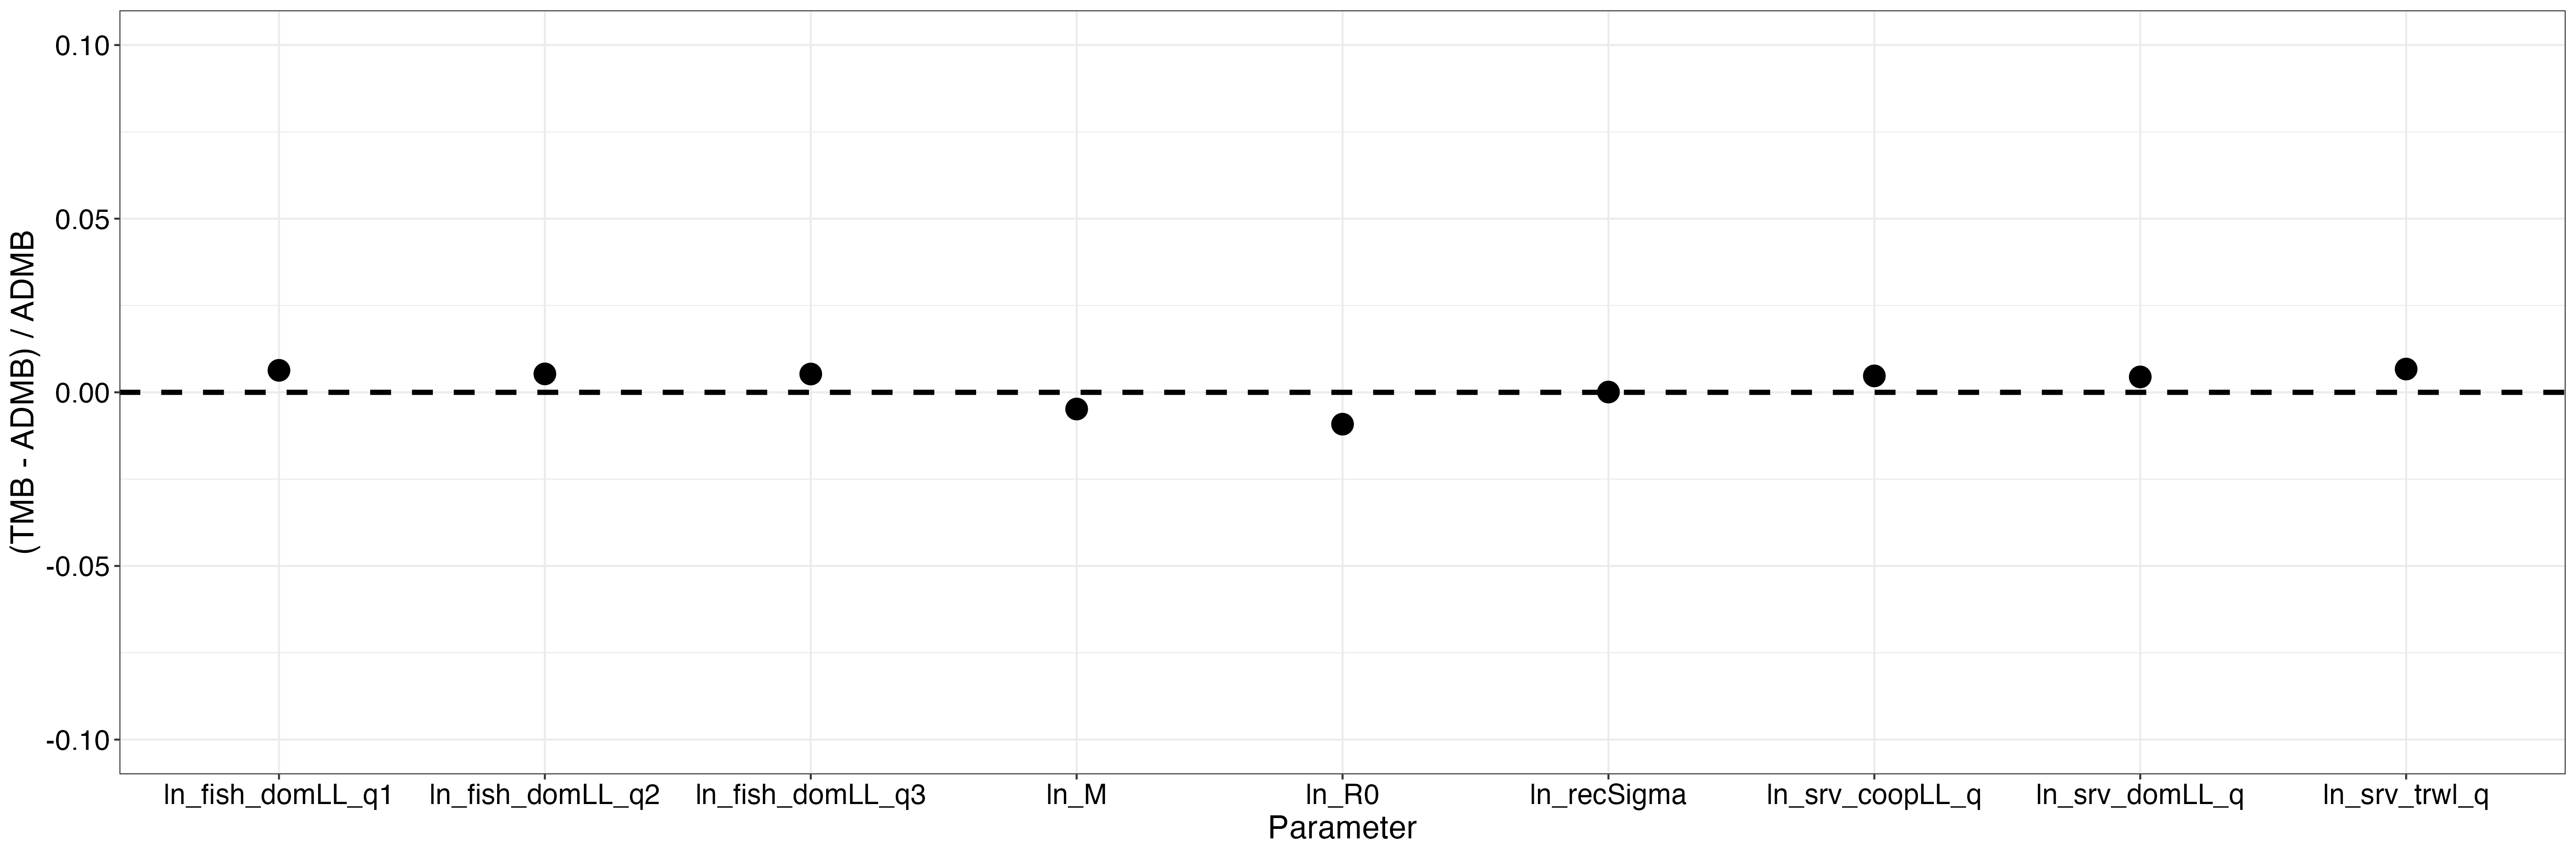 (TMB - ADMB) / ADMB
0.10
0.05
0.00
-0.05
-0.10
ln_fish_domLL_q1 ln_fish_domLL_q2 ln_fish_domLL_q3 ln_M ln_R0 ln_recSigma ln_srv_coopLL_q ln_srv_domLL_q ln_srv_trwl_q
Parameter